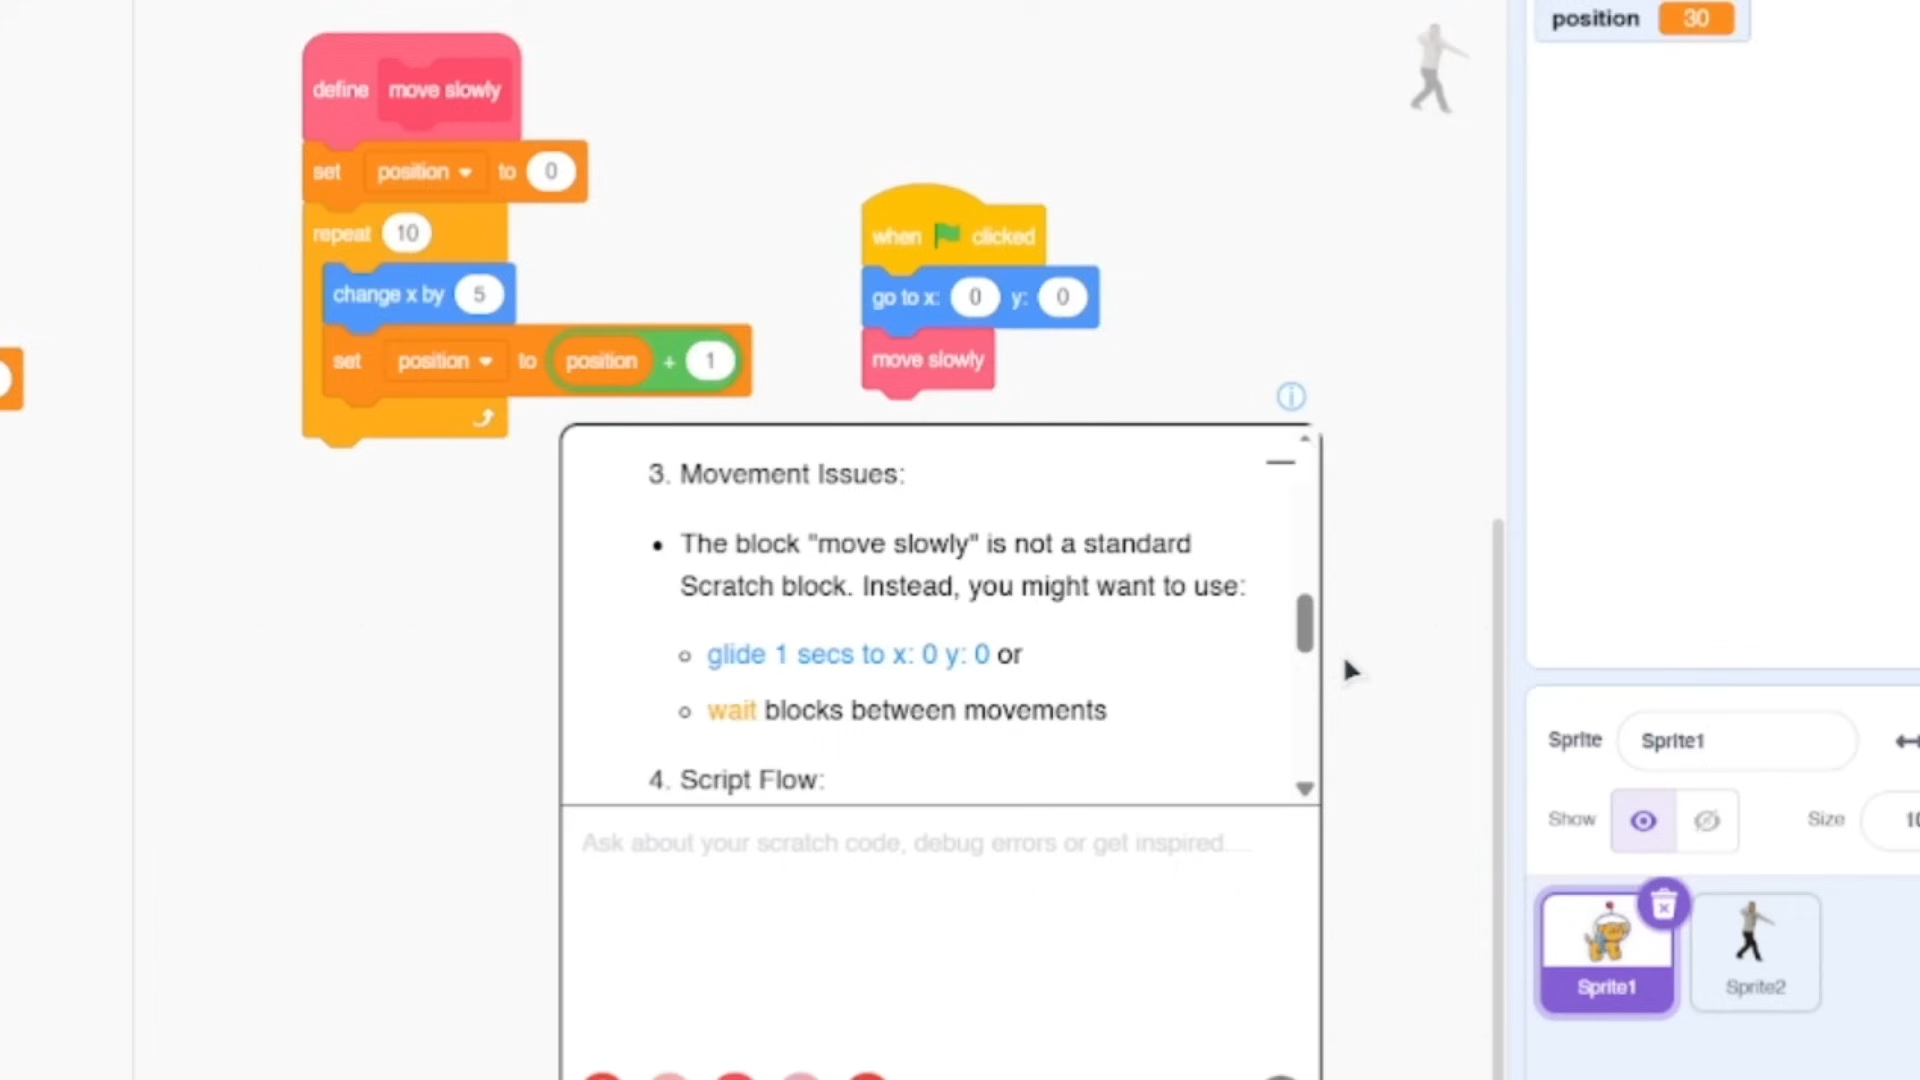 position 30
define move slowly
set position to 0
repeat 10
change x by 5
set position to position + 1
when clicked
go to x: 0 y: 0
move slowly
3. Movement Issues:
• The block "move slowly" is not a standard
Scratch block. Instead, you might want to use:
glide 1 secs to x: 0 y: 0 or
wait blocks between movements
4. Script Flow:
Ask about your scratch code, debug errors or get inspired....
Sprite Sprite1
Show Size
Sprite1 Sprite2